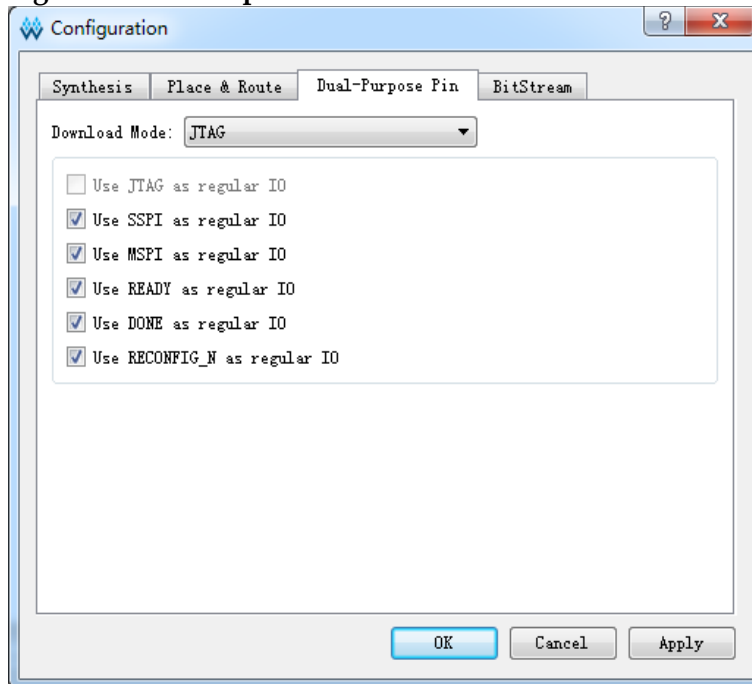 Configuration
Synthesis Place & Route Dual-Purpose Pin BitStream
Download Mode: JTAG
Use JTAG as regular IO
Use SSPI as regular IO
Use MSPI as regular IO
Use READY as regular IO
Use DONE as regular IO
Use RECONFIG_N as regular IO
OK Cancel Apply